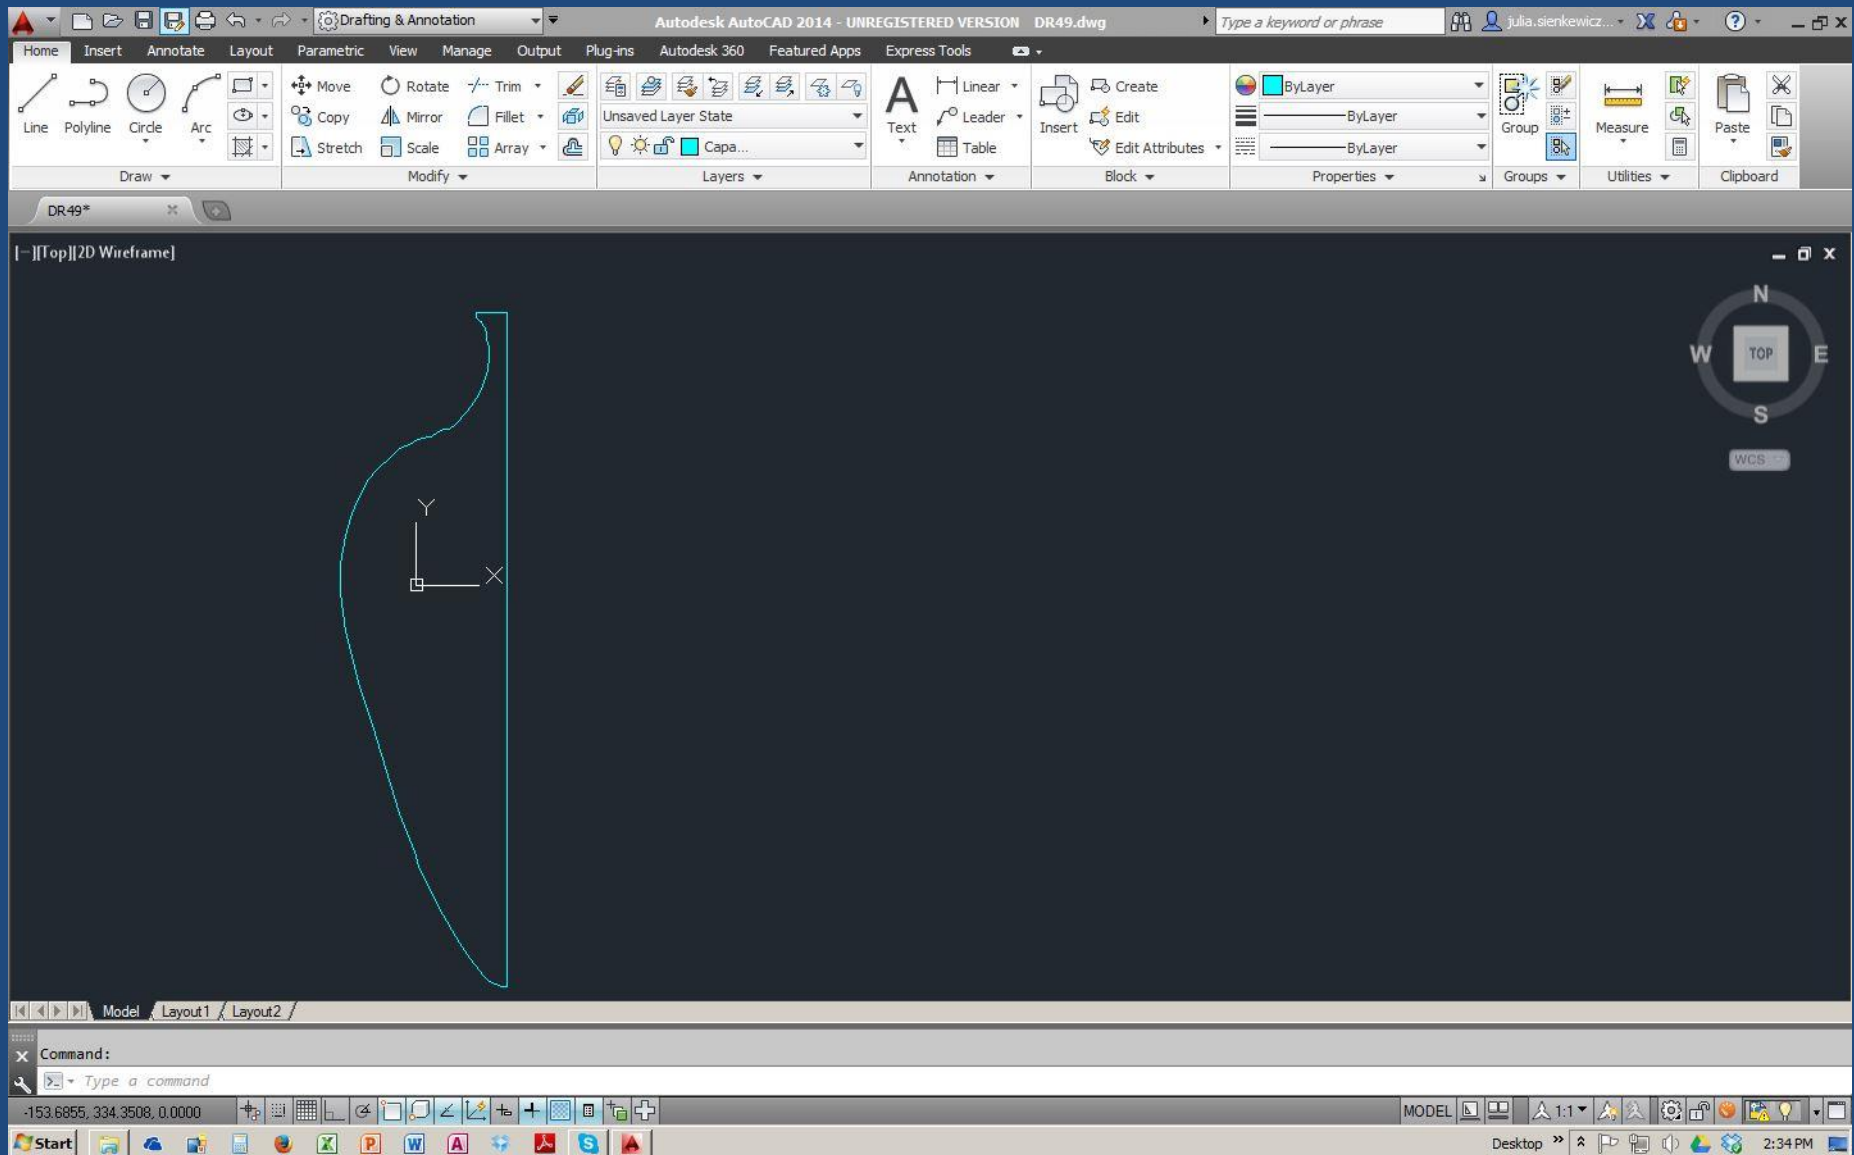 Drafting & Annotation Autodesk AutoCAD 2014 - UNREGISTERED VERSION DR49.dwg Type a keyword or phrase julia.sienkewicz...
Home Insert Annotate Layout Parametric View Manage Output Plug-ins Autodesk 360 Featured Apps Express Tools
Line Polyline Circle Arc
Move Rotate Trim
Copy Mirror Fillet
Stretch Scale Array
Unsaved Layer State
Capa...
Text
Linear
Leader
Table
Insert
Create
Edit
Edit Attributes
ByLayer
ByLayer
ByLayer
Group
Measure
Paste
Draw Modify Layers Annotation Block Properties Groups Utilities Clipboard
DR49*
[−][Top][2D Wireframe]
N
W TOP E
S
WCS
Y
X
Model Layout1 Layout2
Command:
Type a command
-153.6855, 334.3508, 0.0000 MODEL 1:1
Start Desktop 2:34 PM